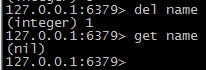 127.0.0.1:6379> del name
(integer) 1
127.0.0.1:6379> get name
(nil)
127.0.0.1:6379>